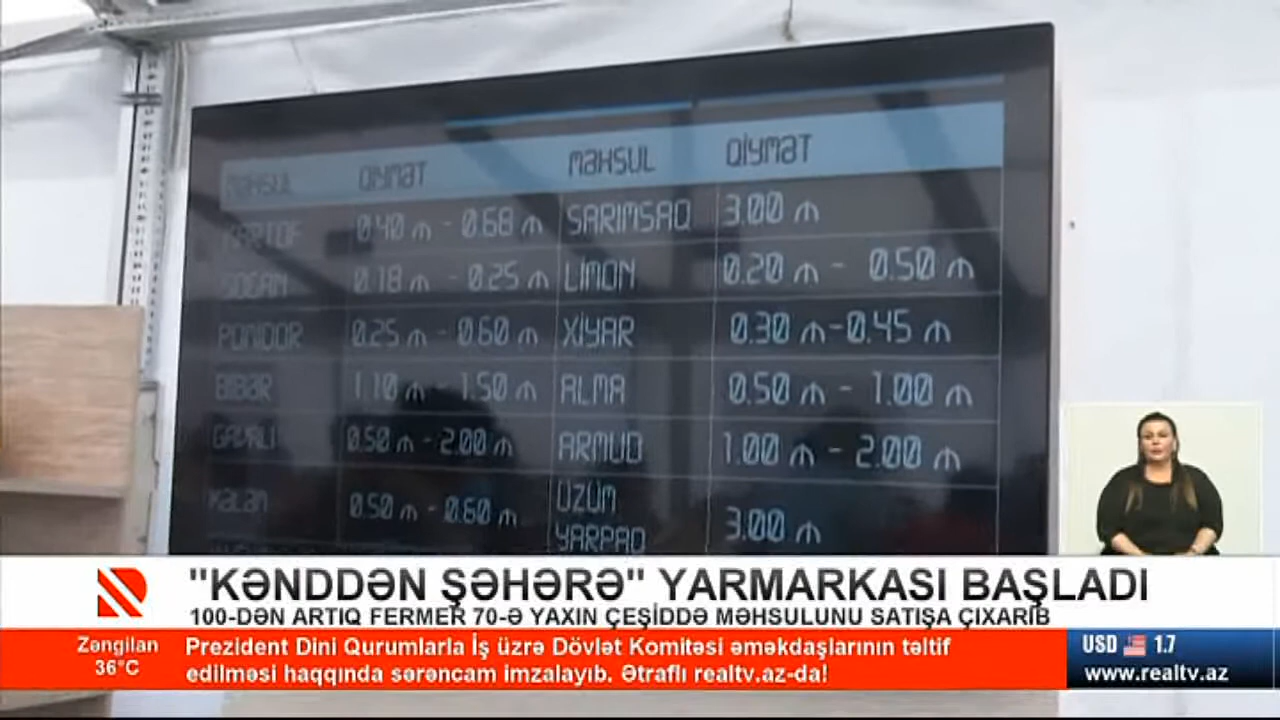 MƏHSUL QİYMƏT MƏHSUL QİYMƏT
KARTOF 0.40 ₼ - 0.68 ₼ SARIMSAQ 3.00 ₼
SOĞAN 0.18 ₼ - 0.25 ₼ LİMON 0.20 ₼ - 0.50 ₼
POMİDOR 0.25 ₼ - 0.60 ₼ XİYAR 0.30 ₼-0.45 ₼
BİBƏR 1.10 ₼ - 1.50 ₼ ALMA 0.50 ₼ - 1.00 ₼
GAVALI 0.50 ₼ - 2.00 ₼ ARMUD 1.00 ₼ - 2.00 ₼
KƏLƏM 0.50 ₼ - 0.60 ₼ ÜZÜM YARPAQ 3.00 ₼
"KƏNDDƏN ŞƏHƏRƏ" YARMARKASI BAŞLADI
100-DƏN ARTIQ FERMER 70-Ə YAXIN ÇEŞİDDƏ MƏHSULUNU SATIŞA ÇIXARIB
Zəngilan
36°C
Prezident Dini Qurumlarla İş üzrə Dövlət Komitəsi əməkdaşlarının təltif
edilməsi haqqında sərəncam imzalayıb. Ətraflı realtv.az-da!
USD 1.7
www.realtv.az